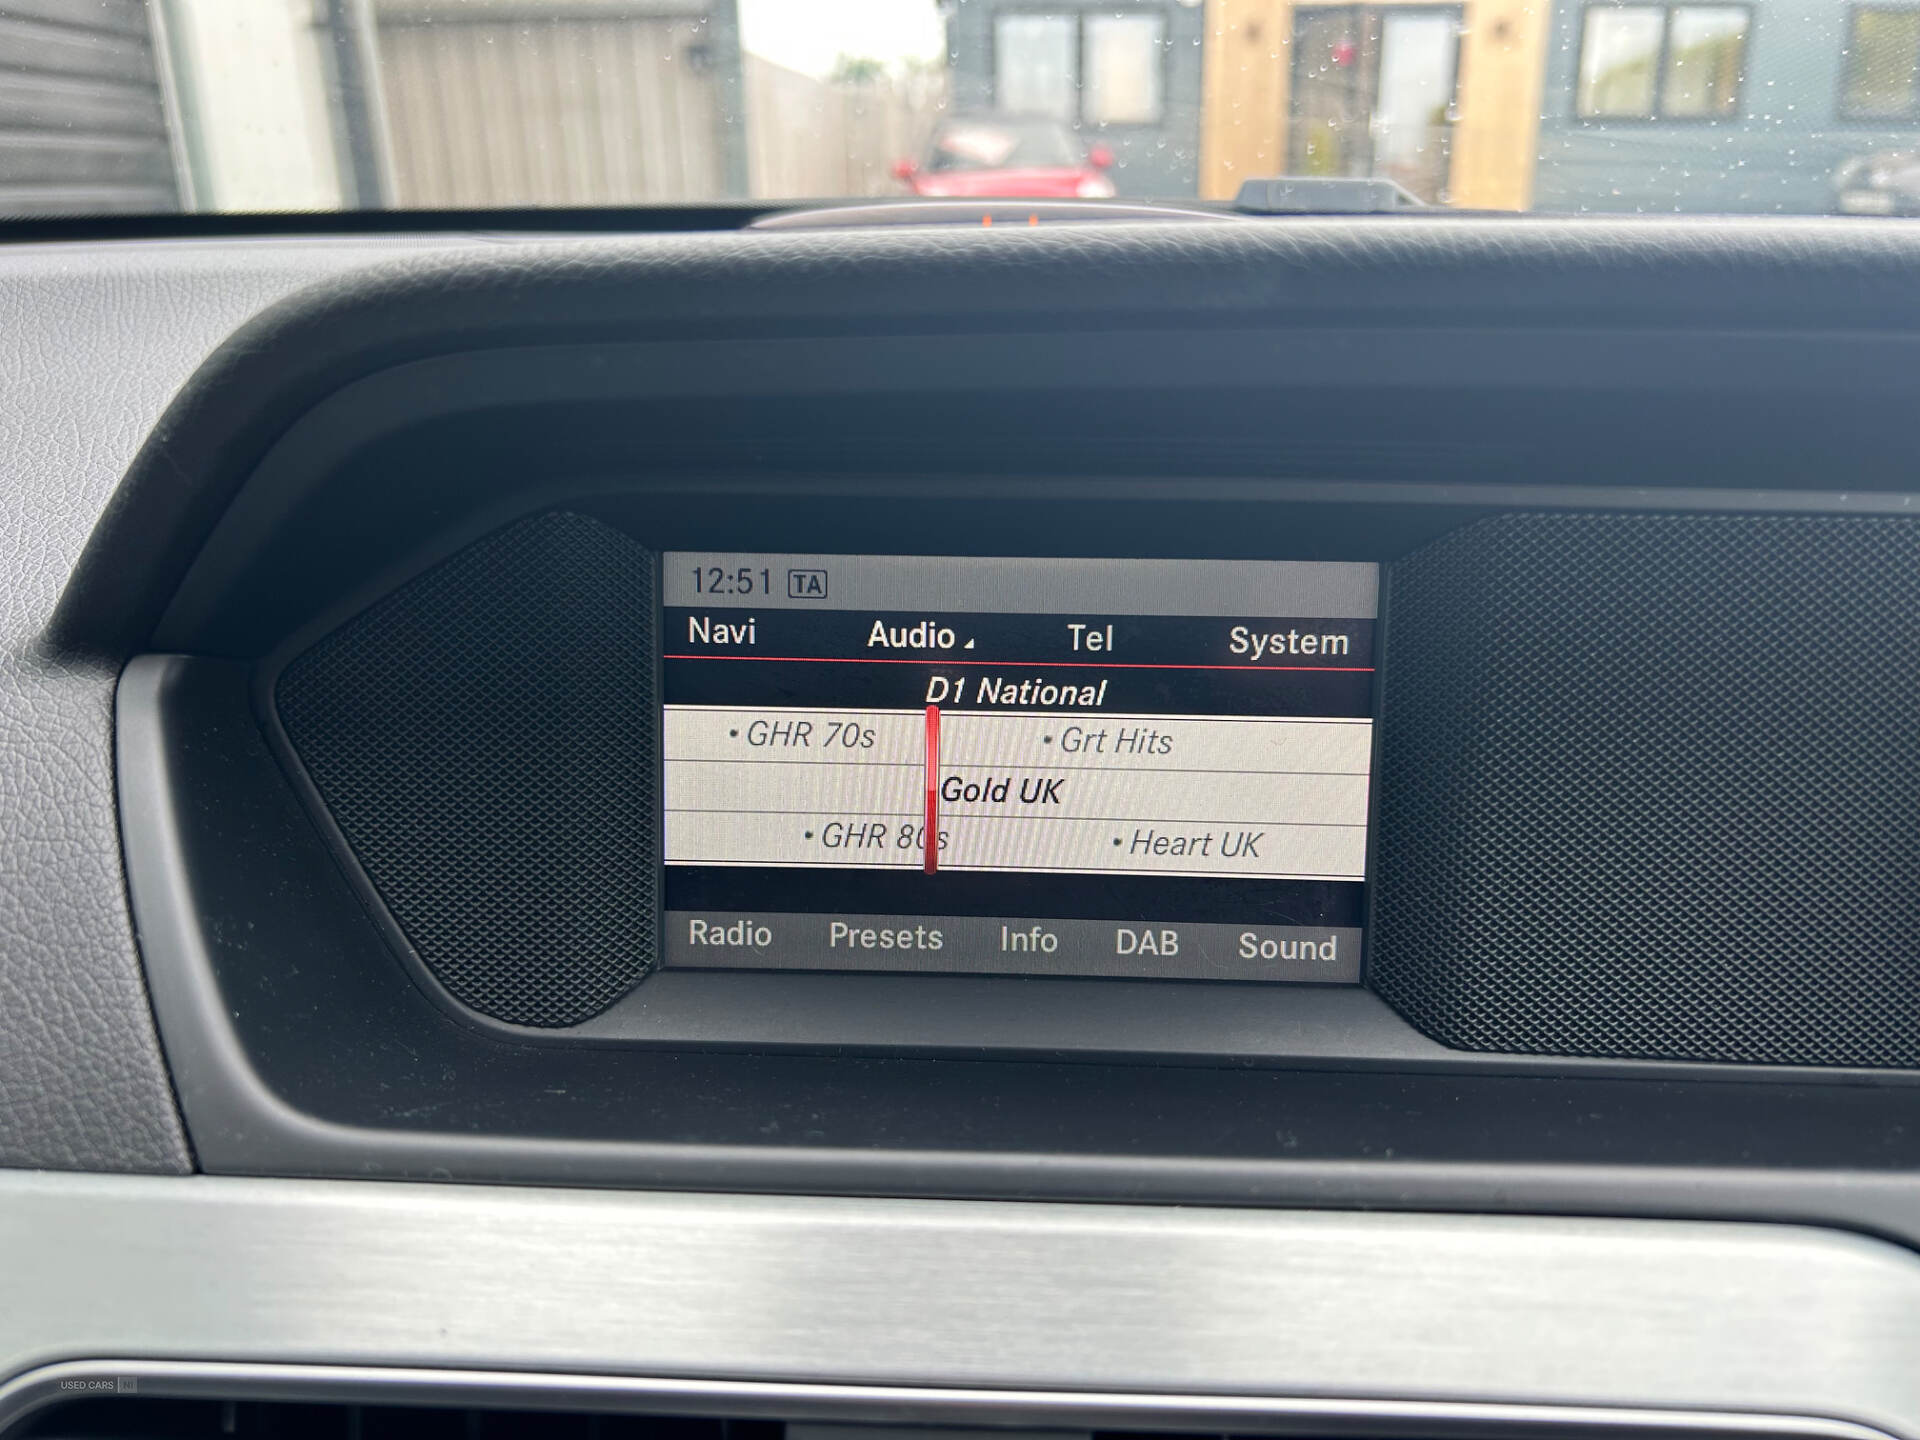 12:51 TA
Navi Audio Tel System
D1 National
• GHR 70s • Grt Hits
Gold UK
• GHR 80s • Heart UK
Radio Presets Info DAB Sound
USED CARS NI